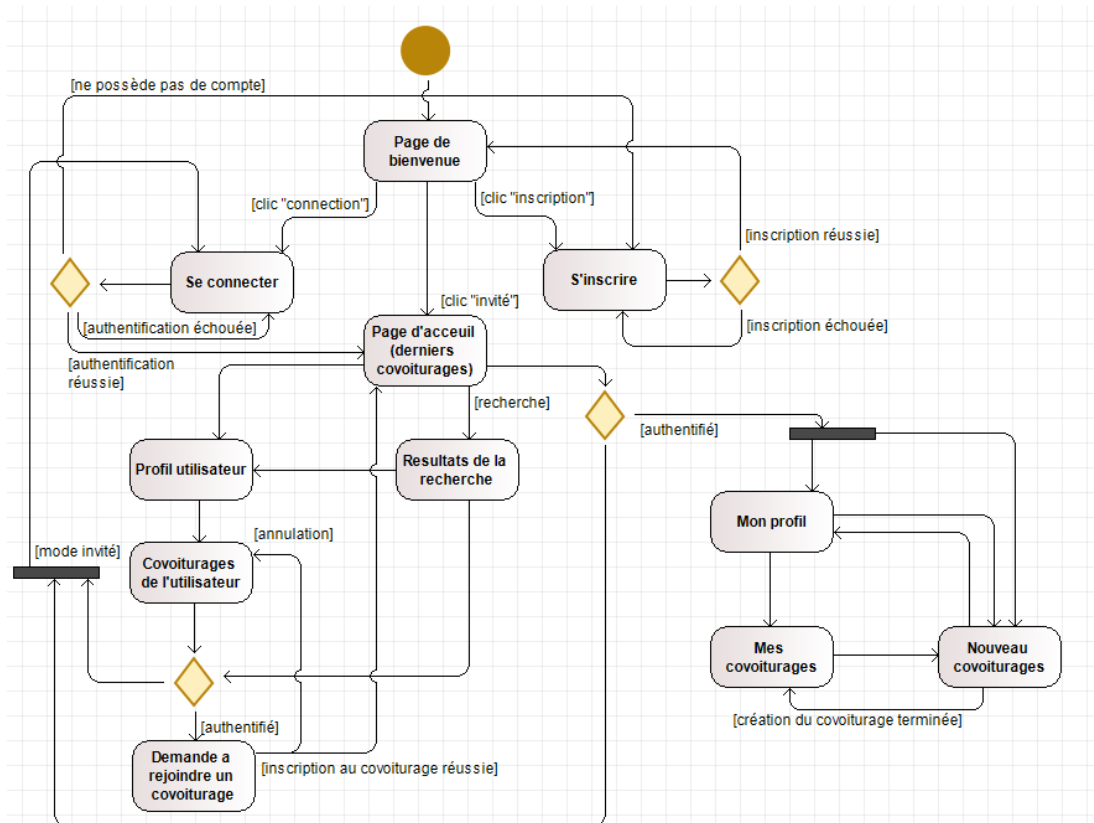 [ne possède pas de compte]
Page de
bienvenue
[clic "connection"]
[clic "inscription"]
[inscription réussie]
Se connecter
S'inscrire
[clic "invité"]
[authentification échouée]
[inscription échouée]
Page d'acceuil
(derniers
covoiturages)
[authentification
réussie]
[recherche]
[authentifié]
Profil utilisateur
Resultats de la
recherche
Mon profil
[annulation]
[mode invité]
Covoiturages
de l'utilisateur
Mes
covoiturages
Nouveau
covoiturages
[authentifié]
[création du covoiturage terminée]
Demande a
rejoindre un
covoiturage
[inscription au covoiturage réussie]